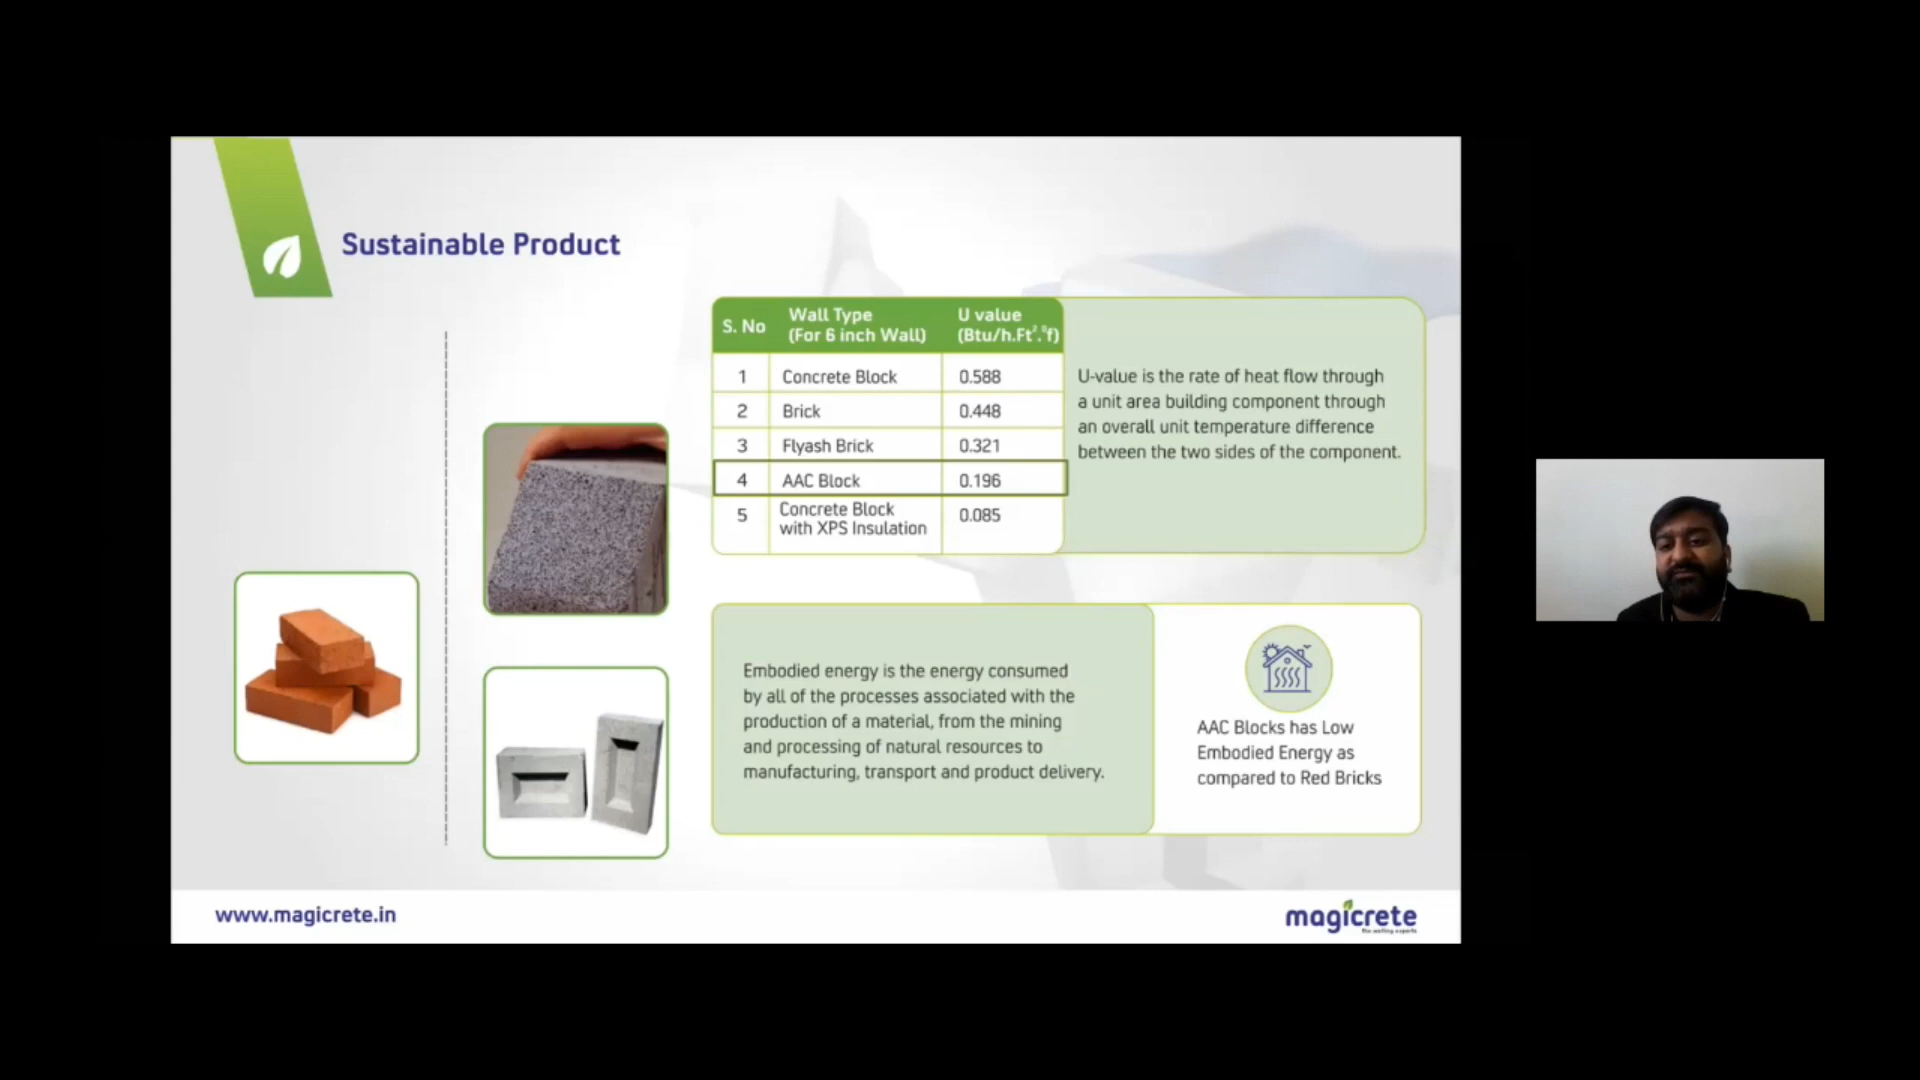 Sustainable Product
S. No
Wall Type
(For 6 inch Wall)
U value
(Btu/h.Ft².⁰f)
1 Concrete Block 0.588
2 Brick 0.448
3 Flyash Brick 0.321
4 AAC Block 0.196
5 Concrete Block
with XPS Insulation 0.085
U-value is the rate of heat flow through
a unit area building component through
an overall unit temperature difference
between the two sides of the component.
Embodied energy is the energy consumed
by all of the processes associated with the
production of a material, from the mining
and processing of natural resources to
manufacturing, transport and product delivery.
AAC Blocks has Low
Embodied Energy as
compared to Red Bricks
www.magicrete.in
magicrete
the walling experts